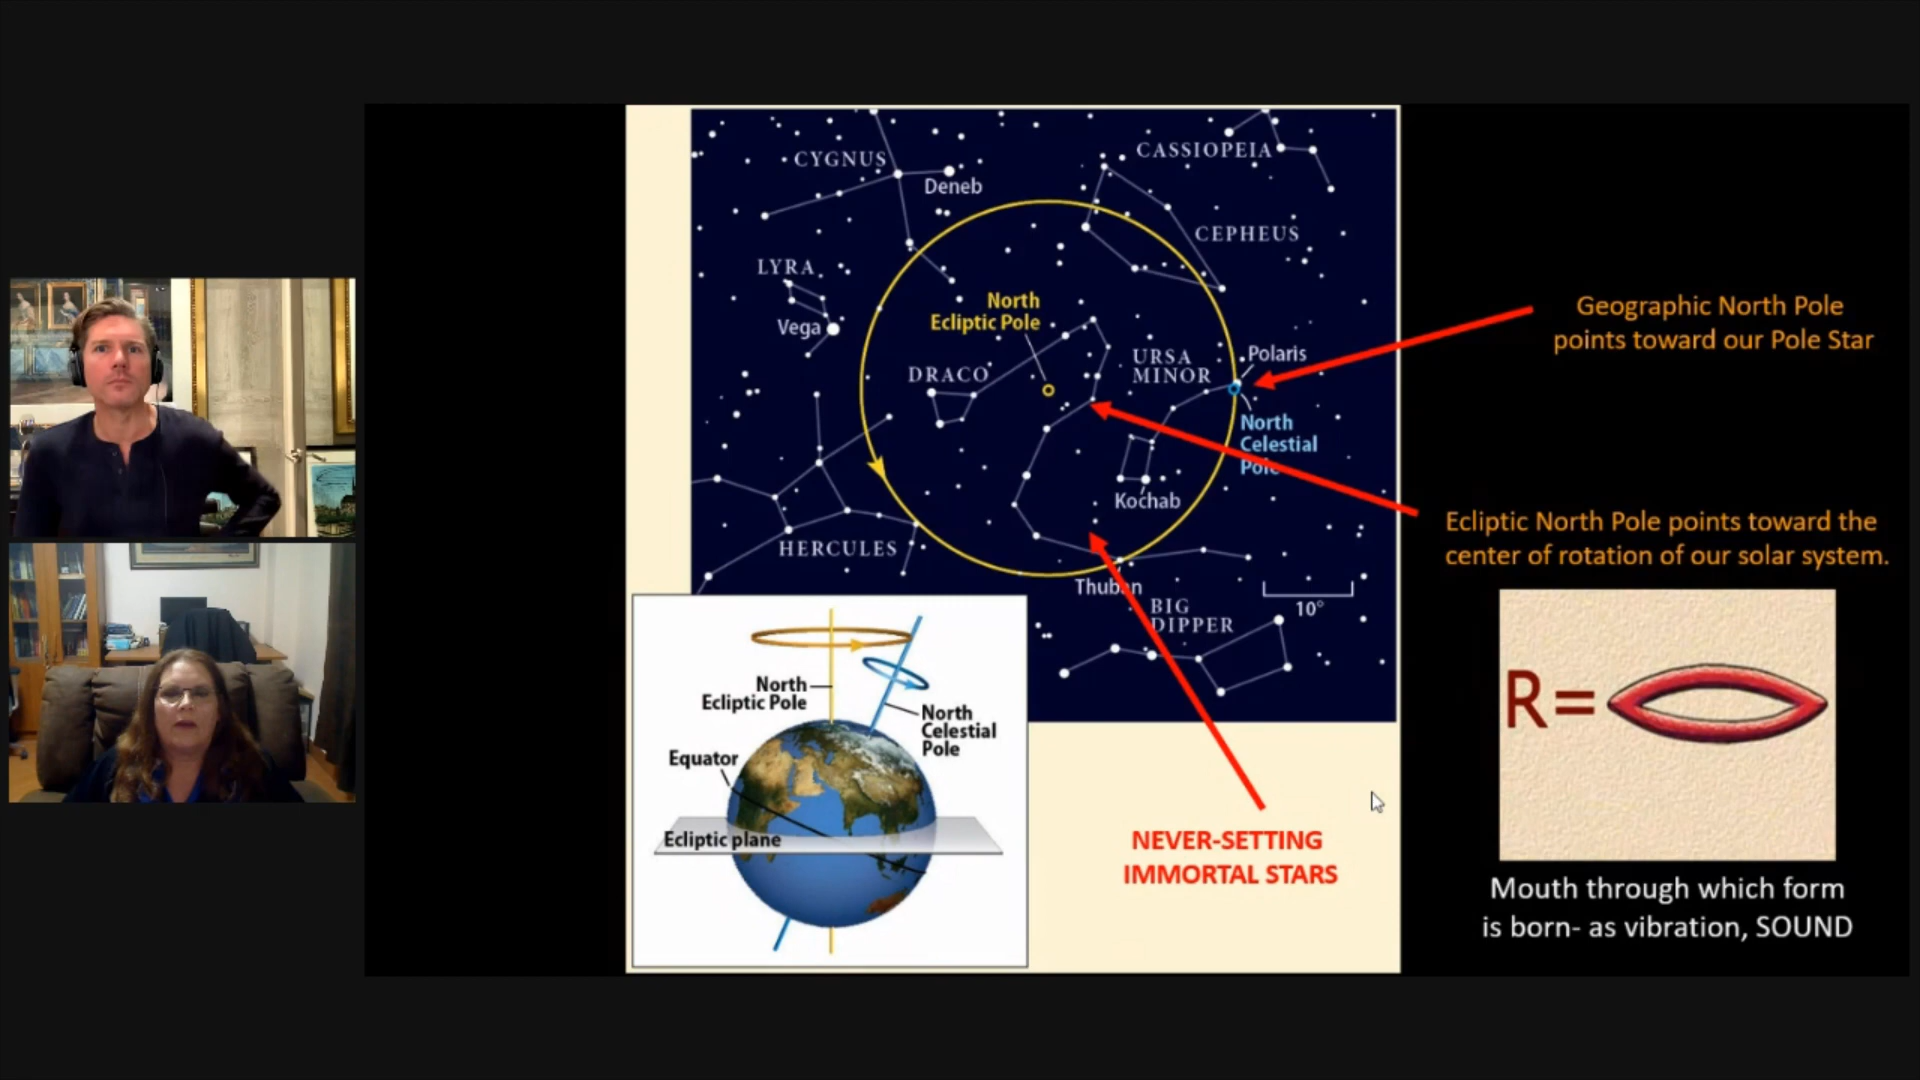 CYGNUS
Deneb
CASSIOPEIA
CEPHEUS
LYRA
Vega
North
Ecliptic Pole
DRACO
URSA
MINOR
Polaris
North
Celestial
Pole
Kochab
HERCULES
Thuban
BIG
DIPPER
10°
Geographic North Pole
points toward our Pole Star
Ecliptic North Pole points toward the
center of rotation of our solar system.
North
Ecliptic Pole
North
Celestial
Pole
Equator
Ecliptic plane
NEVER-SETTING
IMMORTAL STARS
R=
Mouth through which form
is born- as vibration, SOUND